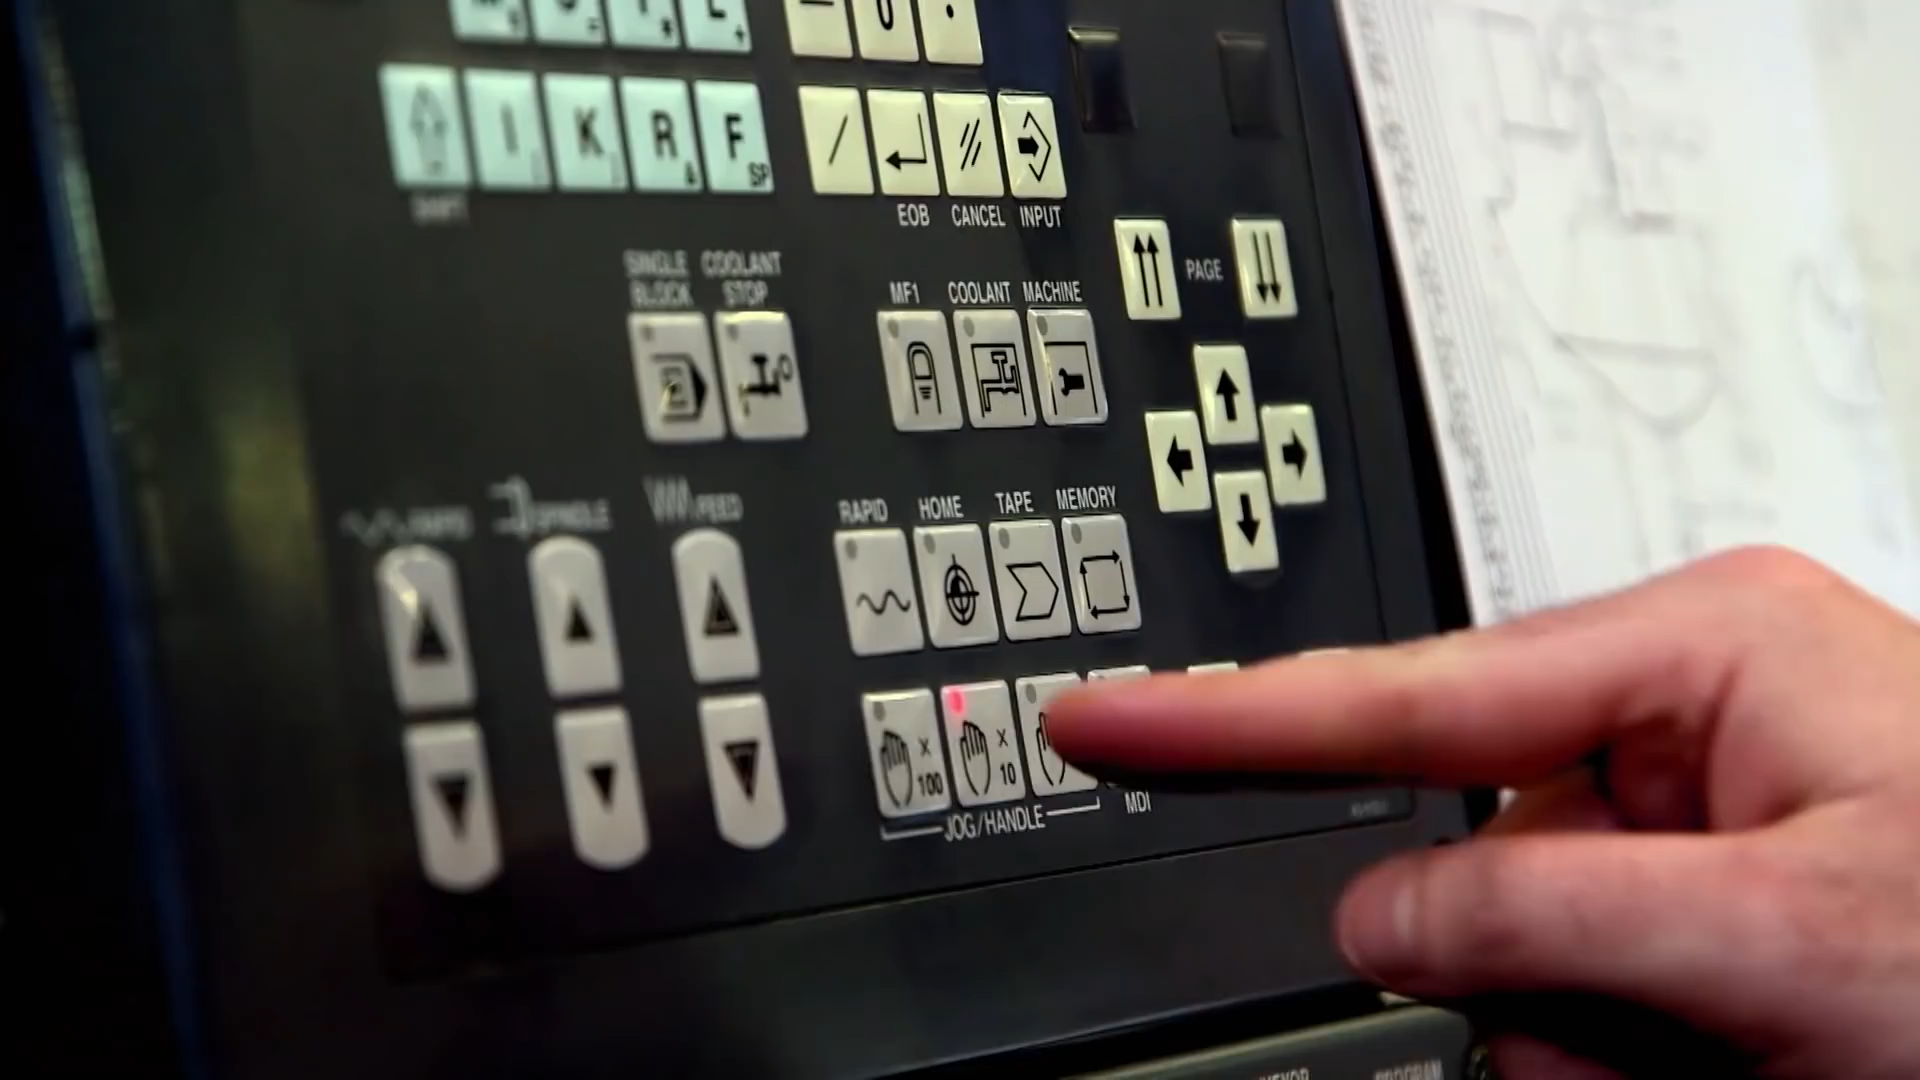 I K R & F SP / EOB CANCEL INPUT
SHIFT
SINGLE BLOCK
COOLANT STOP
MF1 COOLANT MACHINE
PAGE
SPINDLE
FEED
RAPID HOME TAPE MEMORY
X 100
X 10
JOG/HANDLE
MDI
PROGRAM